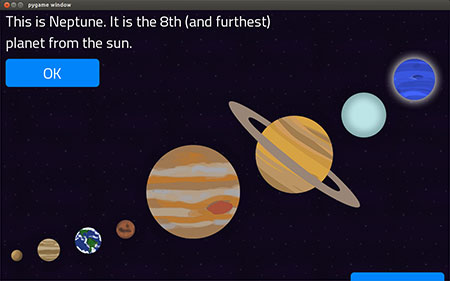 pygame window
This is Neptune. It is the 8th (and furthest)
planet from the sun.
OK